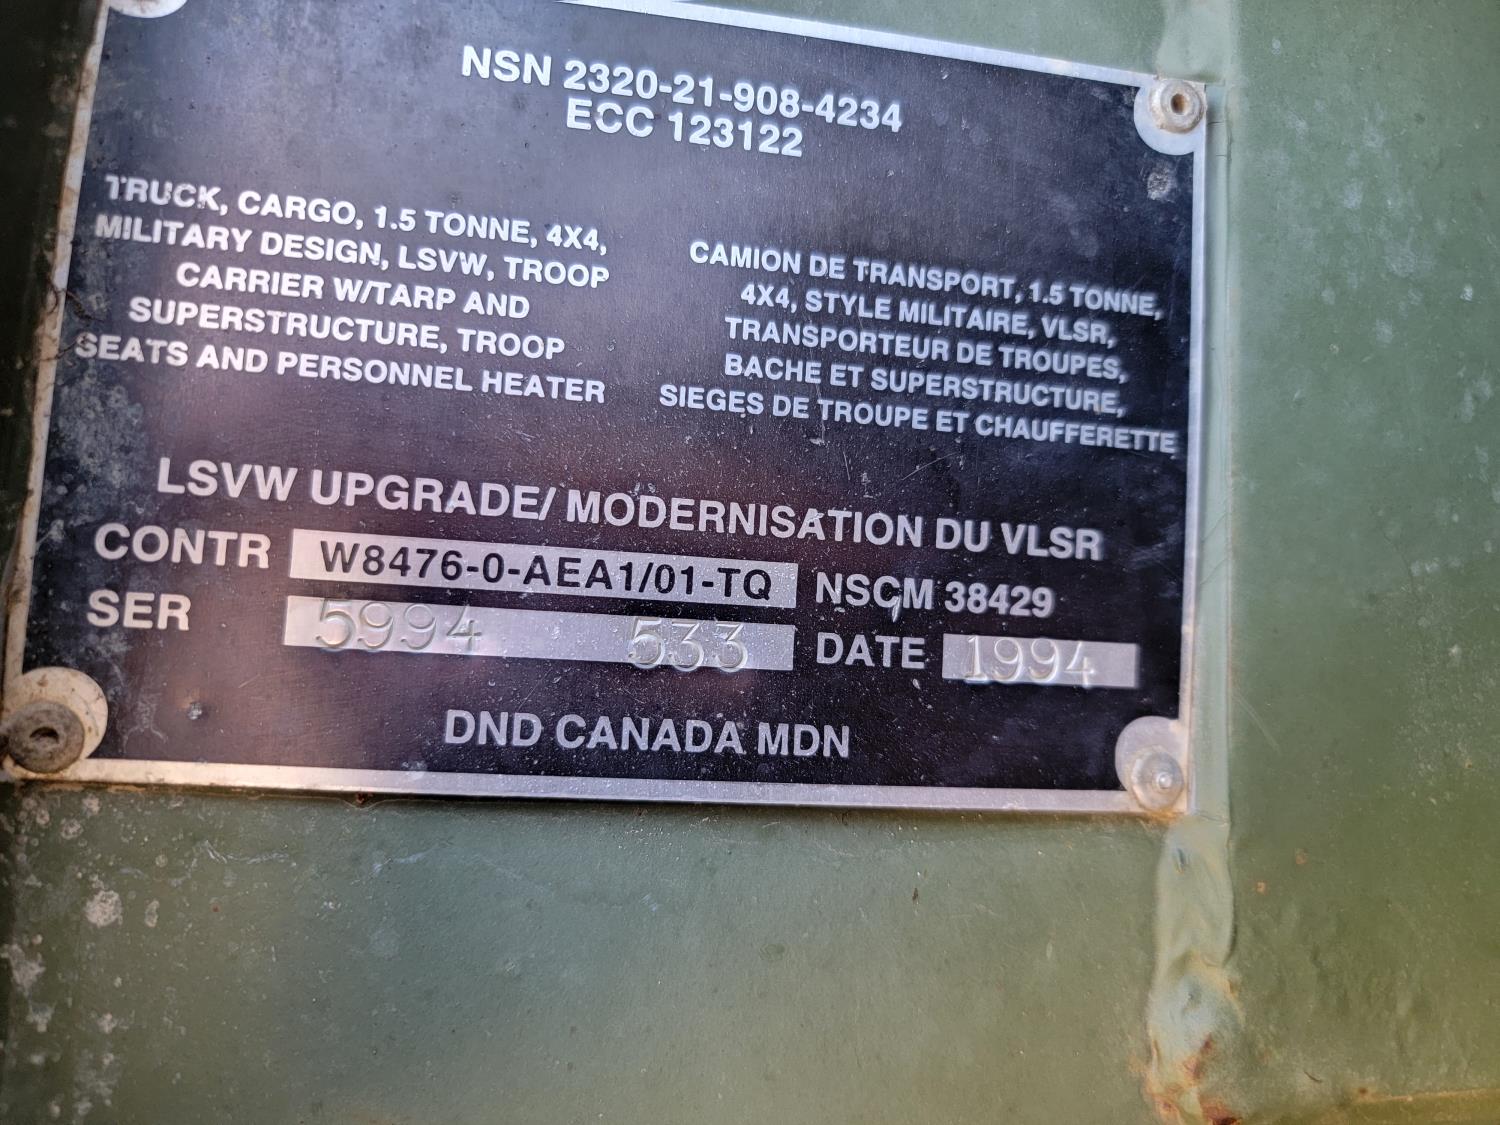 NSN 2320-21-908-4234
ECC 123122
TRUCK, CARGO, 1.5 TONNE, 4X4,
MILITARY DESIGN, LSVW, TROOP
CARRIER W/TARP AND
SUPERSTRUCTURE, TROOP
SEATS AND PERSONNEL HEATER
CAMION DE TRANSPORT, 1.5 TONNE,
4X4, STYLE MILITAIRE, VLSR,
TRANSPORTEUR DE TROUPES,
BACHE ET SUPERSTRUCTURE,
SIEGES DE TROUPE ET CHAUFFERETTE
LSVW UPGRADE/ MODERNISATION DU VLSR
CONTR W8476-0-AEA1/01-TQ NSCM 38429
SER 5994 533 DATE 1994
DND CANADA MDN